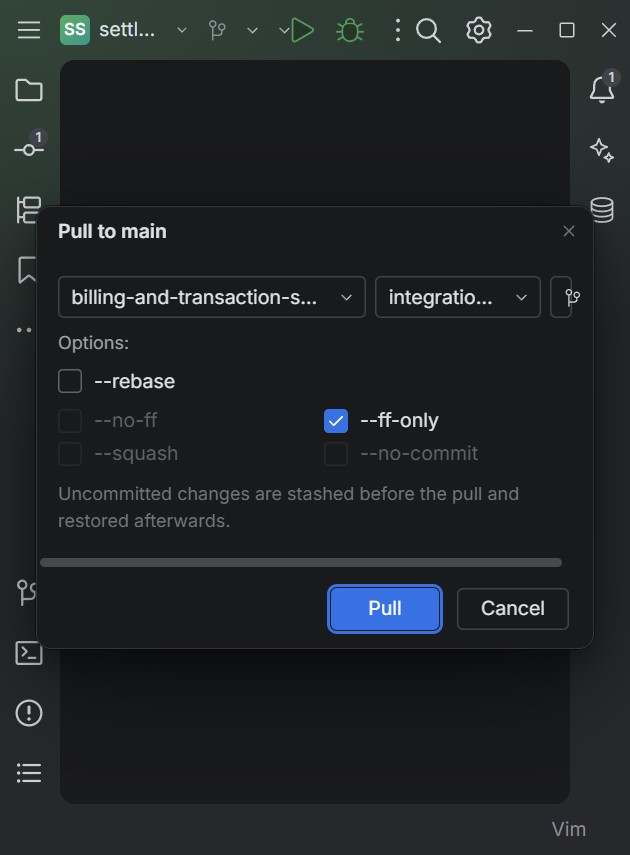 SS settl...
1
1
Pull to main
billing-and-transaction-s... integratio...
Options:
--rebase
--no-ff --ff-only
--squash --no-commit
Uncommitted changes are stashed before the pull and
restored afterwards.
Pull Cancel
Vim